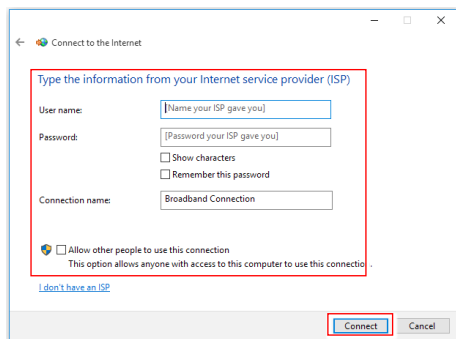 Connect to the Internet
Type the information from your Internet service provider (ISP)
User name:
[Name your ISP gave you]
Password:
[Password your ISP gave you]
Show characters
Remember this password
Connection name:
Broadband Connection
Allow other people to use this connection
This option allows anyone with access to this computer to use this connectio .
I don't have an ISP
Connect
Cancel